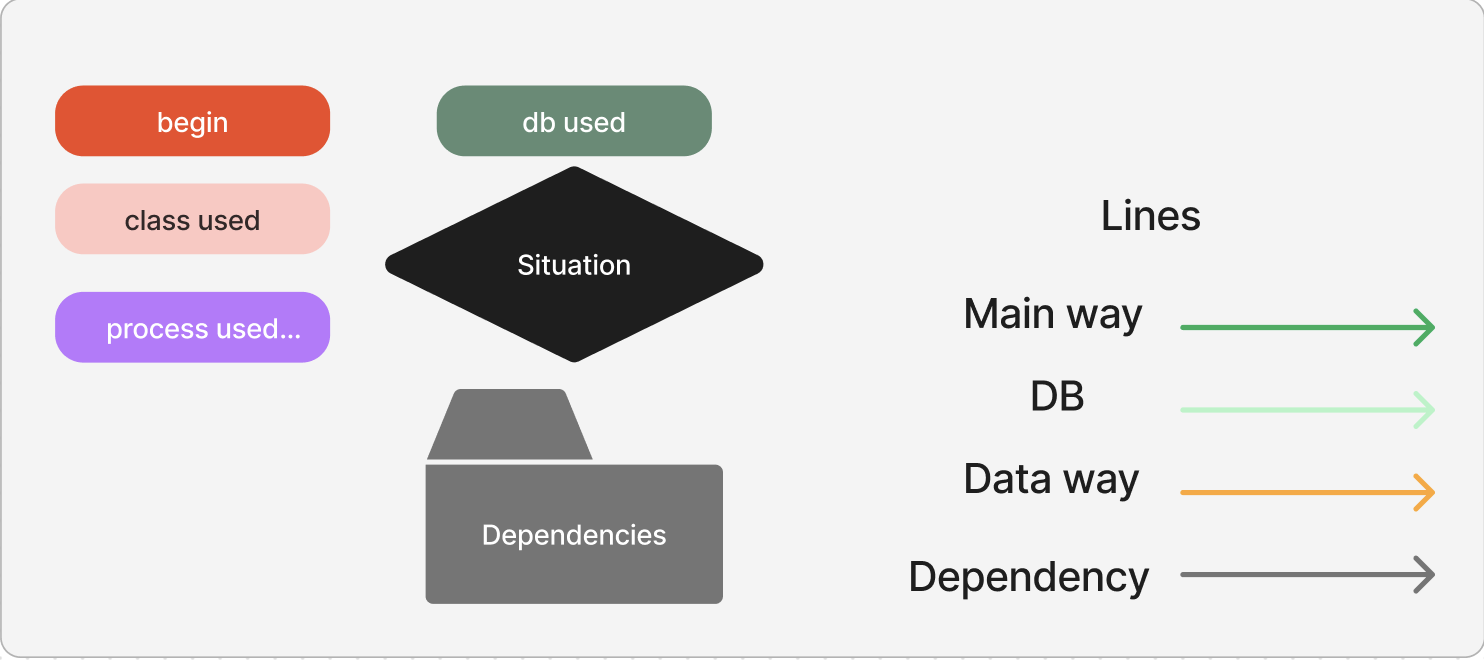 begin
class used
process used...
db used
Situation
Dependencies
Lines
Main way
DB
Data way
Dependency